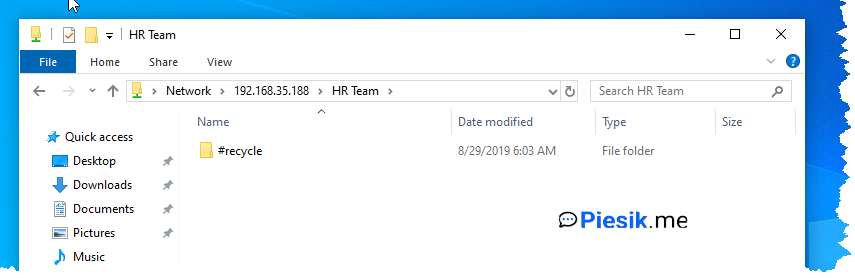 HR Team
File Home Share View
Network 192.168.35.188 HR Team Search HR Team
Name Date modified Type Size
Quick access
#recycle 8/29/2019 6:03 AM File folder
Desktop
Downloads
Documents
Pictures
Music
Piesik.me